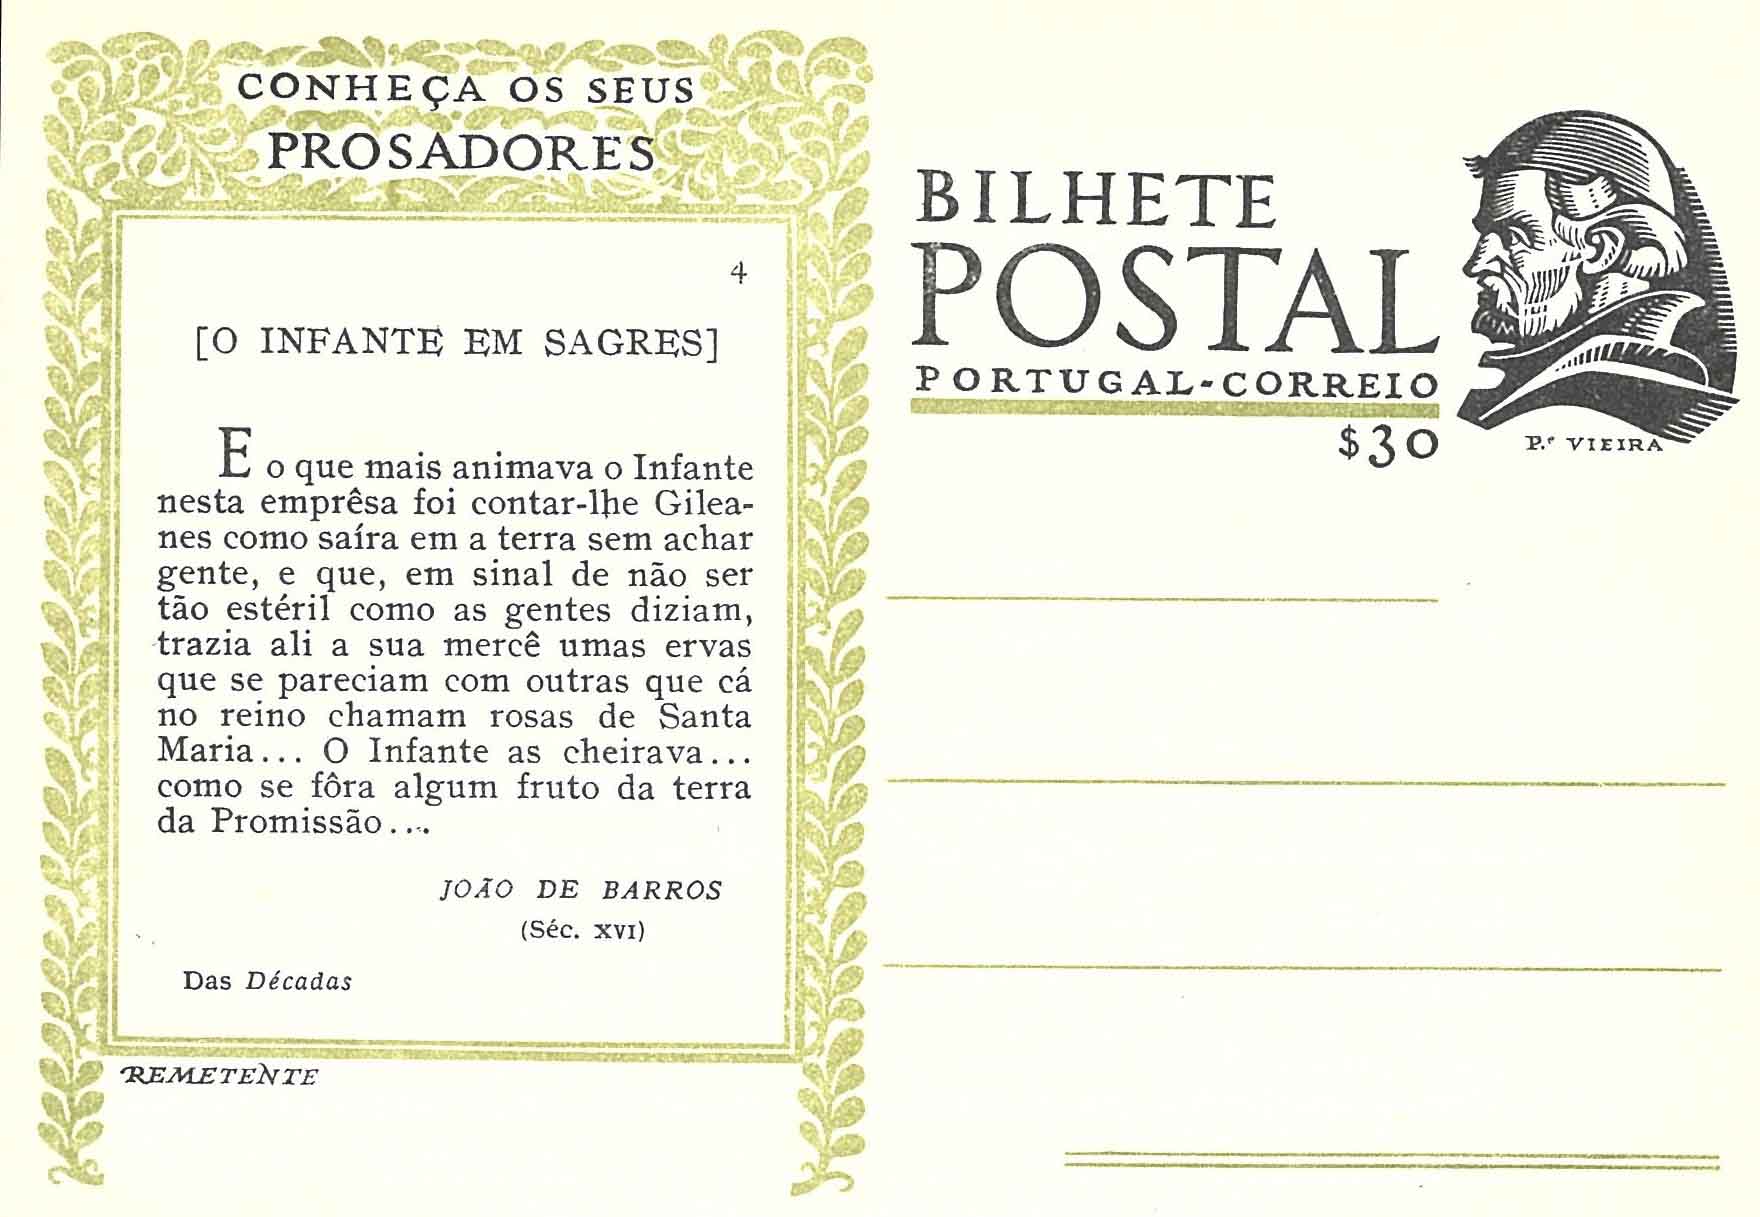 CONHEÇA OS SEUS
PROSADORES
4
[O INFANTE EM SAGRES]
E o que mais animava o Infante
nesta emprêsa foi contar-lhe Gilea-
nes como saíra em a terra sem achar
gente, e que, em sinal de não ser
tão estéril como as gentes diziam,
trazia ali a sua mercê umas ervas
que se pareciam com outras que cá
no reino chamam rosas de Santa
Maria... O Infante as cheirava...
como se fôra algum fruto da terra
da Promissão...
JOÃO DE BARROS
(Séc. XVI)
Das Décadas
REMETENTE
BILHETE
POSTAL
PORTUGAL-CORREIO
$30
P.e VIEIRA